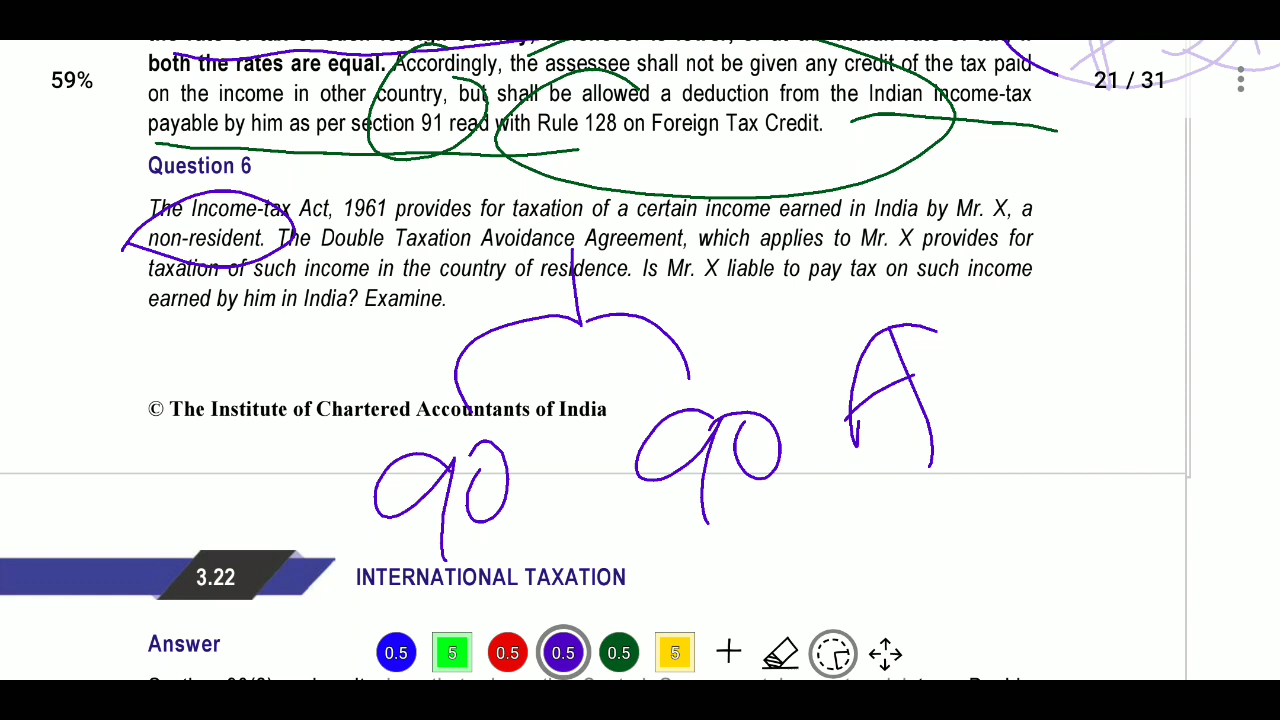 both the rates are equal. Accordingly, the assessee shall not be given any credit of the tax paid
59%
21 / 31
on the income in other country, but shall be allowed a deduction from the Indian income-tax
payable by him as per section 91 read with Rule 128 on Foreign Tax Credit.
Question 6
The Income-tax Act, 1961 provides for taxation of a certain income earned in India by Mr. X, a
non-resident. The Double Taxation Avoidance Agreement, which applies to Mr. X provides for
taxation of such income in the country of residence. Is Mr. X liable to pay tax on such income
earned by him in India? Examine.
© The Institute of Chartered Accountants of India
90
90 A
3.22
INTERNATIONAL TAXATION
Answer
0.5 5 0.5 0.5 0.5 5